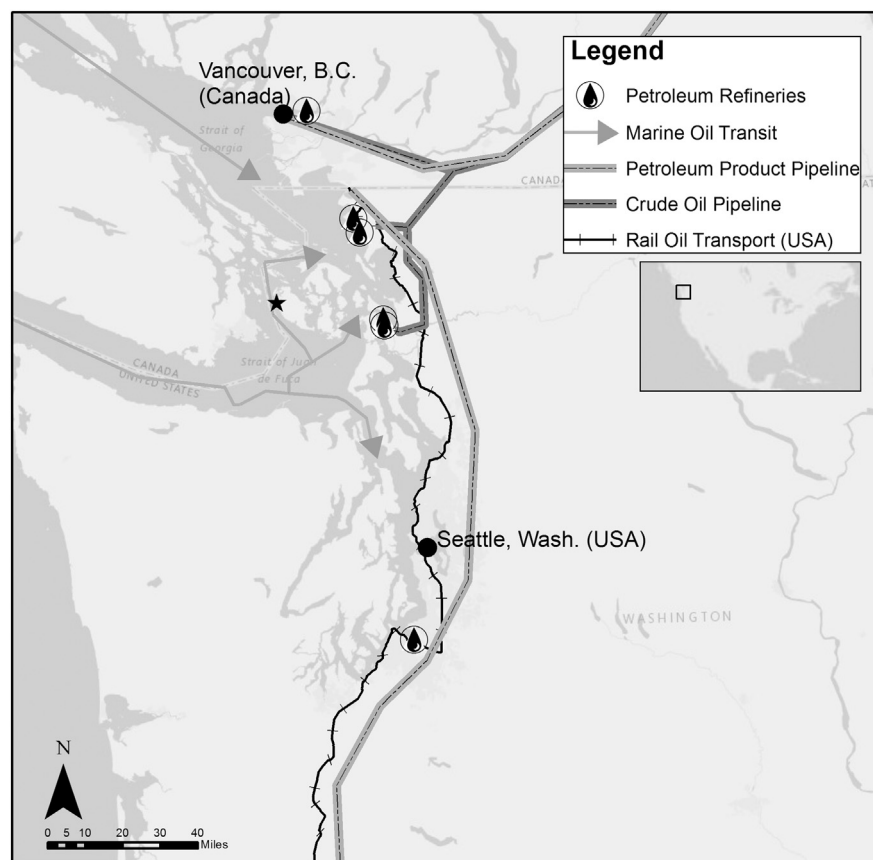 Legend
Petroleum Refineries
Marine Oil Transit
Petroleum Product Pipeline
Crude Oil Pipeline
Rail Oil Transport (USA)
Vancouver, B.C.
(Canada)
Strait of
Georgia
CANADA
CANADA
UNITED STATES
Strait of Juan
de Fuca
Seattle, Wash. (USA)
WASHINGTON
N
0 5 10 20 30 40
Miles